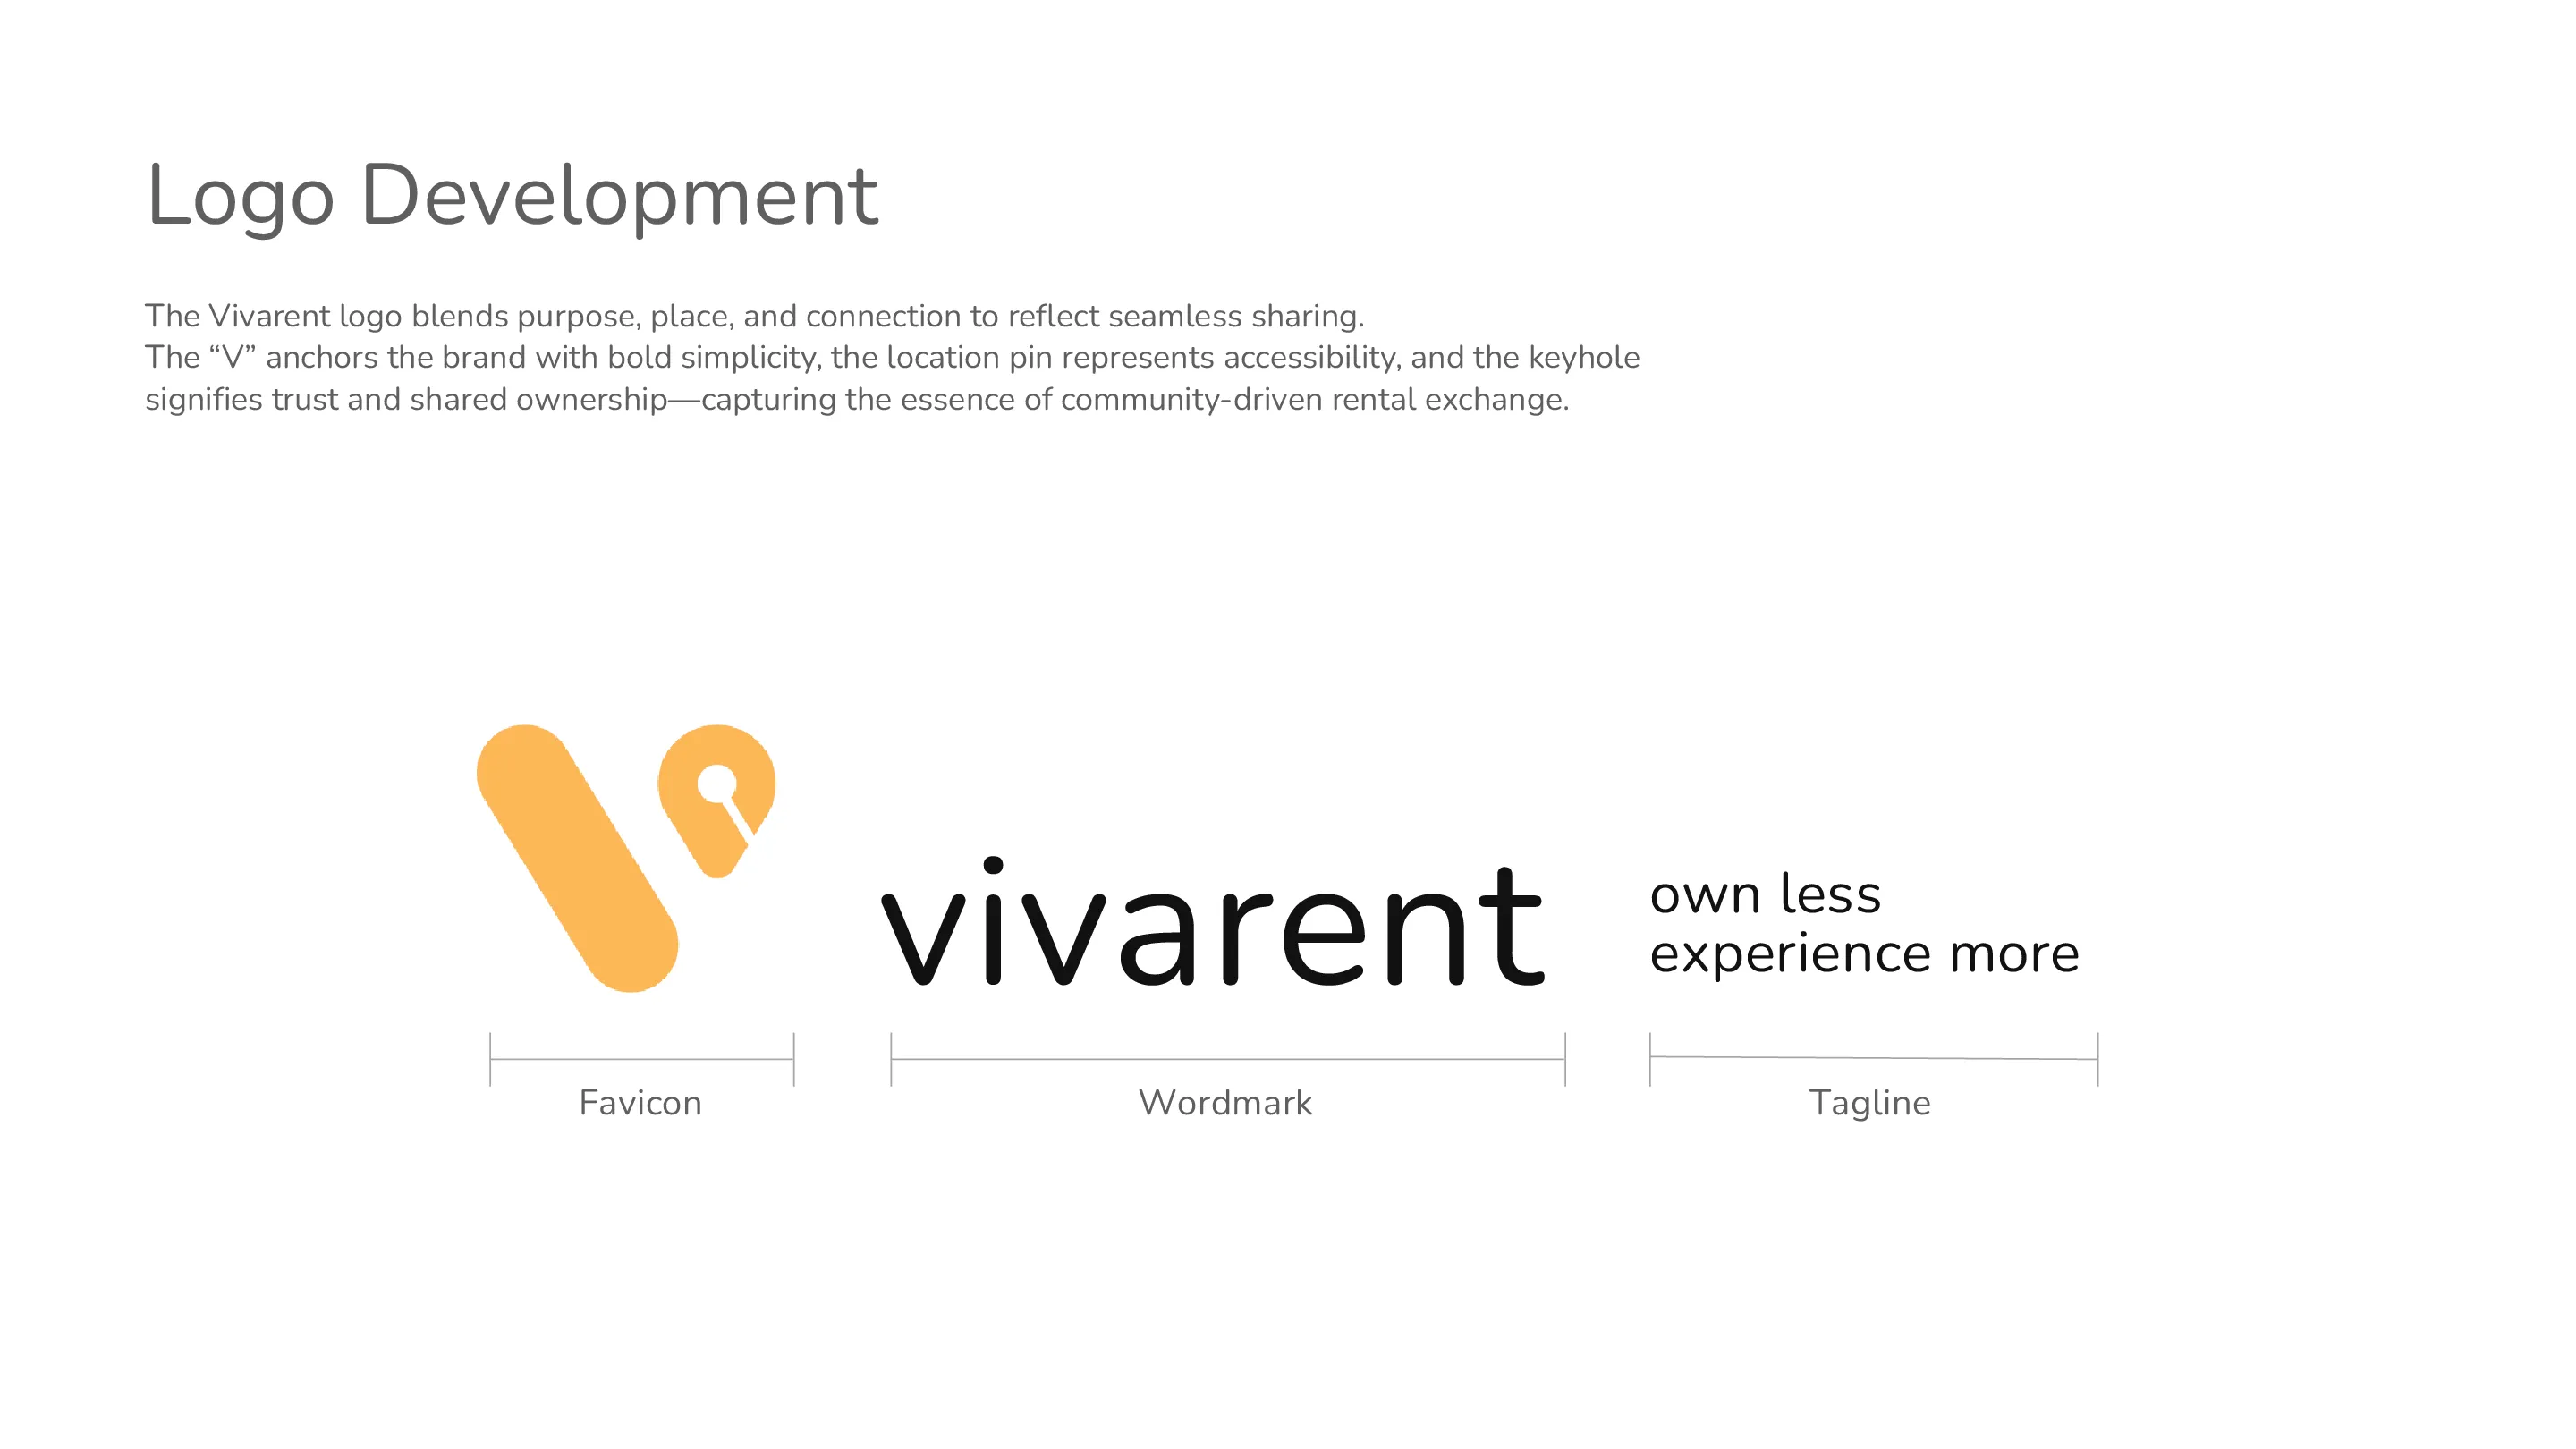 Logo Development
The Vivarent logo blends purpose, place, and connection to reflect seamless sharing.
The “V” anchors the brand with bold simplicity, the location pin represents accessibility, and the keyhole
signifies trust and shared ownership—capturing the essence of community-driven rental exchange.
vivarent
own less
experience more
Favicon
Wordmark
Tagline